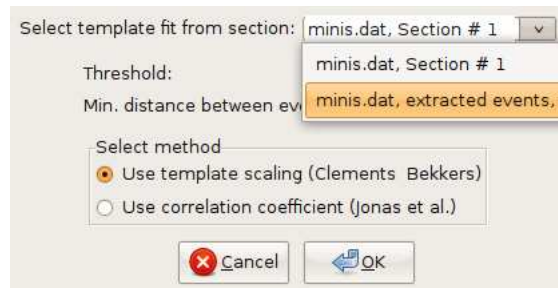 Select template fit from section: minis.dat, Section # 1
minis.dat, Section # 1
Threshold:
minis.dat, extracted events,
Min. distance between
Select method
Use template scaling (Clements Bekkers)
Use correlation coefficient (Jonas et al.)
Cancel OK